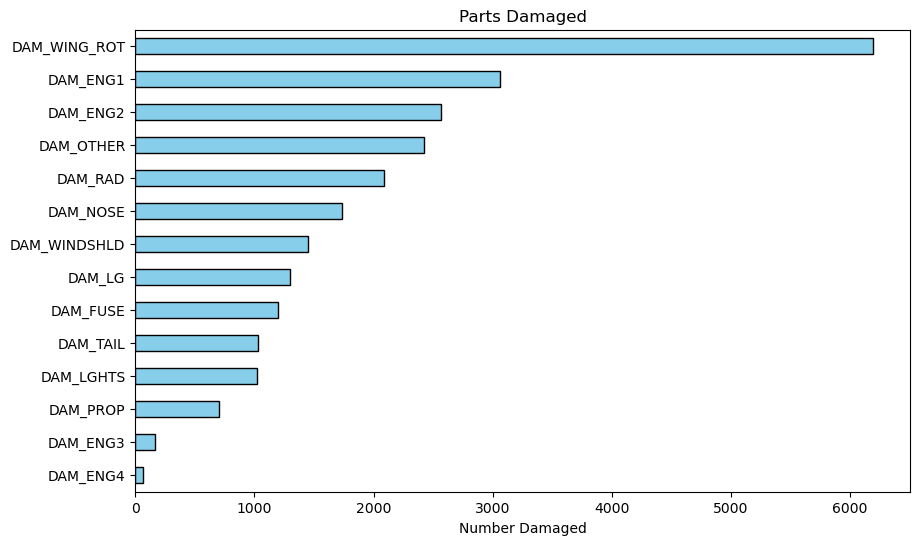 Parts Damaged
DAM_WING_ROT
DAM_ENG1
DAM_ENG2
DAM_OTHER
DAM_RAD
DAM_NOSE
DAM_WINDSHLD
DAM_LG
DAM_FUSE
DAM_TAIL
DAM_LGHTS
DAM_PROP
DAM_ENG3
DAM_ENG4
0 1000 2000 3000 4000 5000 6000
Number Damaged